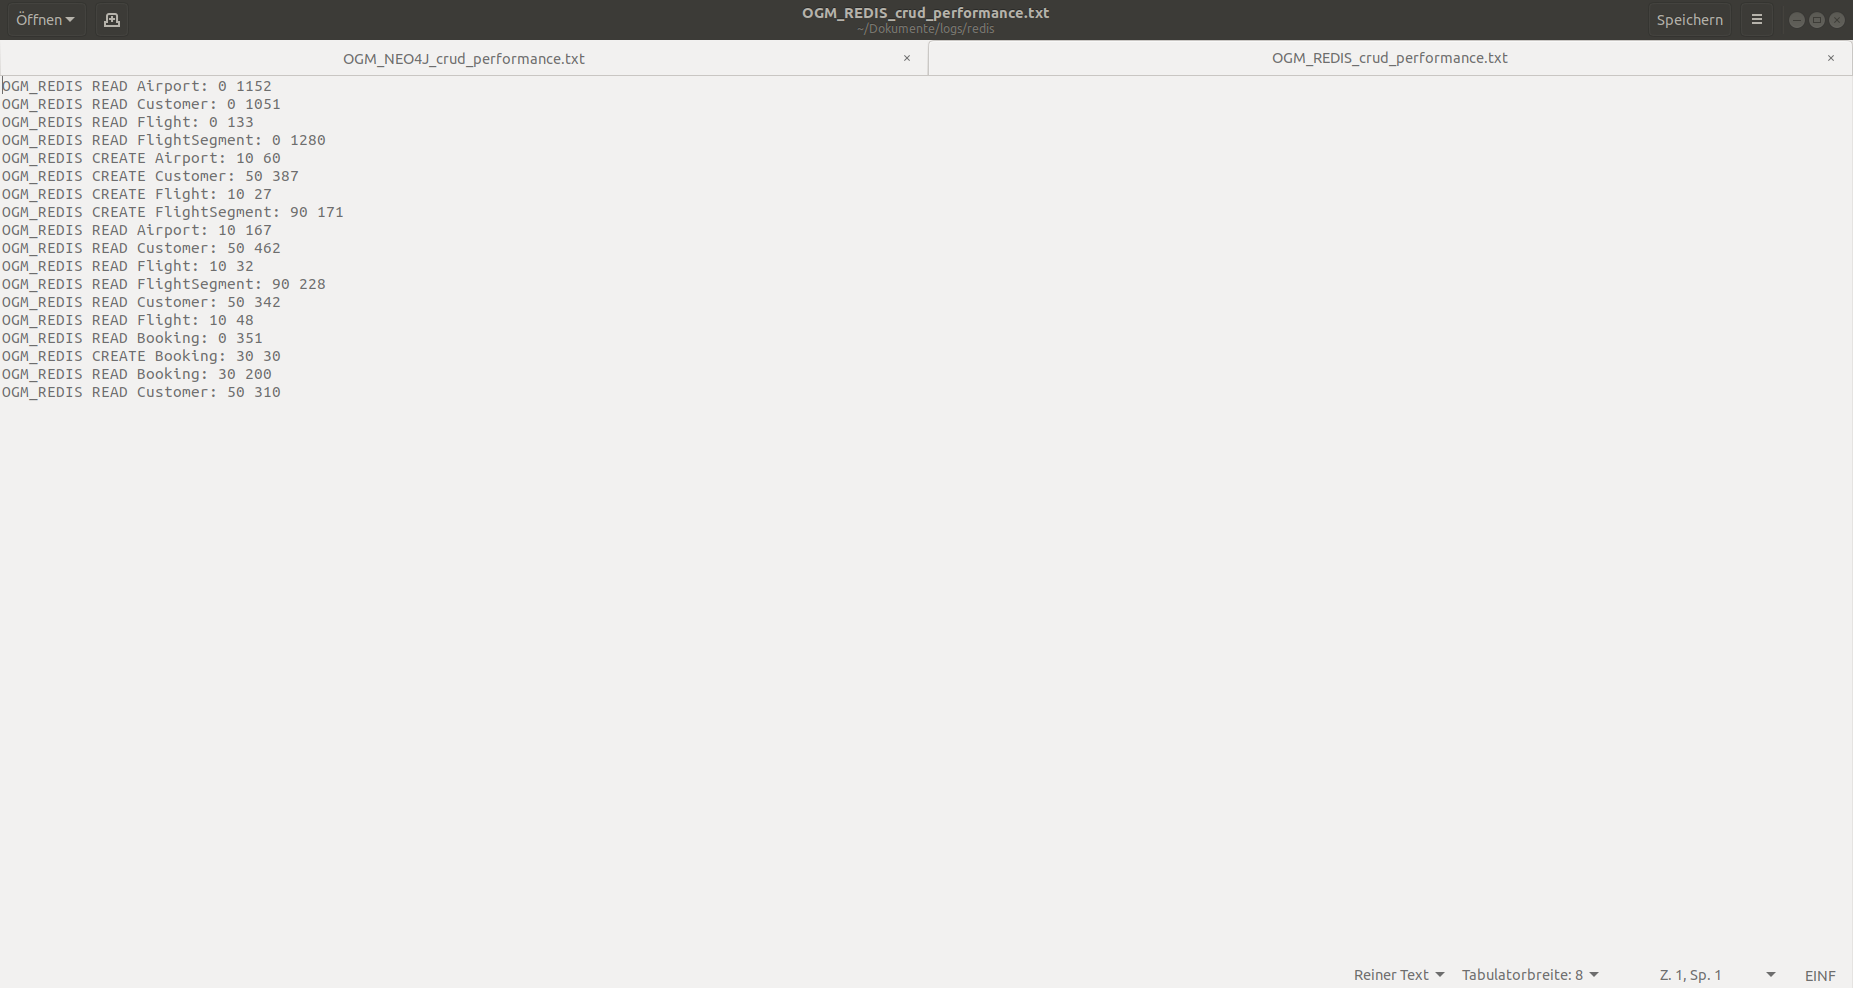 Öffnen
OGM_REDIS_crud_performance.txt
~/Dokumente/logs/redis
Speichern
OGM_NEO4J_crud_performance.txt ×
OGM_REDIS_crud_performance.txt ×
OGM_REDIS READ Airport: 0 1152
OGM_REDIS READ Customer: 0 1051
OGM_REDIS READ Flight: 0 133
OGM_REDIS READ FlightSegment: 0 1280
OGM_REDIS CREATE Airport: 10 60
OGM_REDIS CREATE Customer: 50 387
OGM_REDIS CREATE Flight: 10 27
OGM_REDIS CREATE FlightSegment: 90 171
OGM_REDIS READ Airport: 10 167
OGM_REDIS READ Customer: 50 462
OGM_REDIS READ Flight: 10 32
OGM_REDIS READ FlightSegment: 90 228
OGM_REDIS READ Customer: 50 342
OGM_REDIS READ Flight: 10 48
OGM_REDIS READ Booking: 0 351
OGM_REDIS CREATE Booking: 30 30
OGM_REDIS READ Booking: 30 200
OGM_REDIS READ Customer: 50 310
Reiner Text
Tabulatorbreite: 8
Z. 1, Sp. 1
EINF